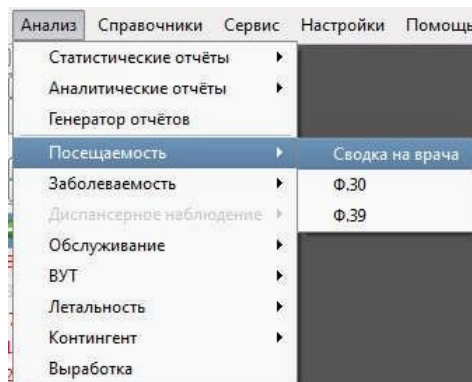 Анализ Справочники Сервис Настройки Помощь
Статистические отчёты
Аналитические отчёты
Генератор отчётов
Посещаемость Сводка на врача
Заболеваемость Ф.30
Диспансерное наблюдение Ф.39
Обслуживание
ВУТ
Летальность
Контингент
Выработка